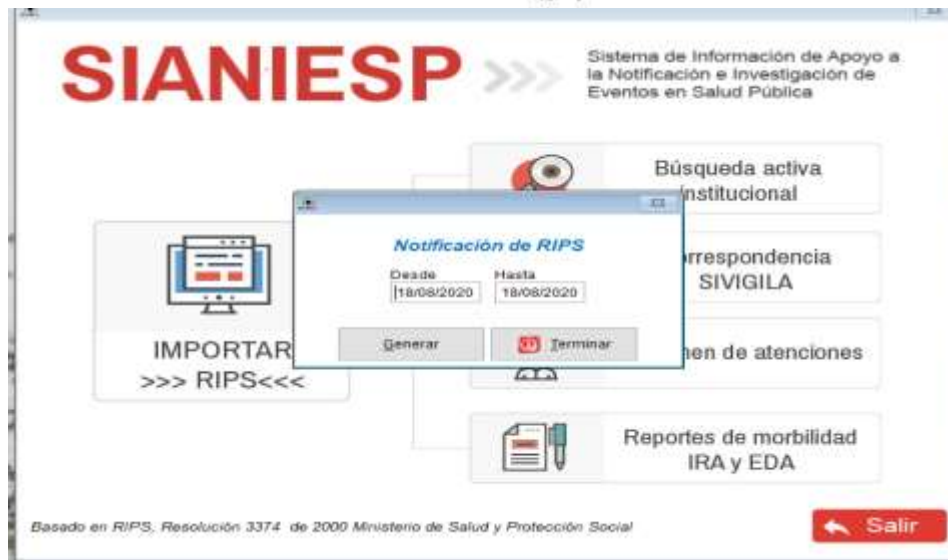 SIANIESP
Sistema de Información de Apoyo a
la Notificación e Investigación de
Eventos en Salud Pública
Búsqueda activa
institucional
Notificación de RIPS
Desde Hasta
18/08/2020 18/08/2020
Generar Terminar
rrespondencia
SIVIGILA
men de atenciones
IMPORTAR
>>> RIPS<<<
Reportes de morbilidad
IRA y EDA
Basado en RIPS, Resolución 3374 de 2000 Ministerio de Salud y Protección Social
Salir